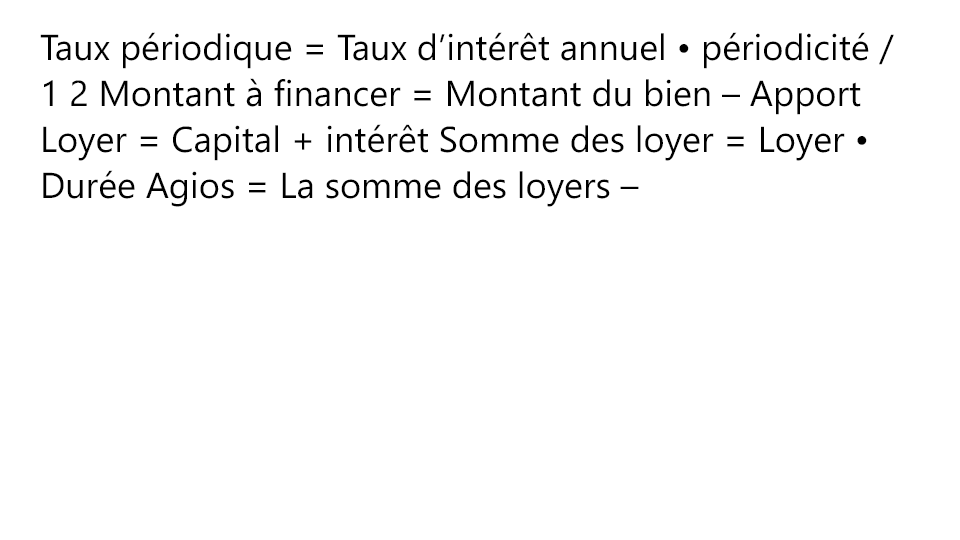 Taux périodique = Taux d’intérêt annuel • périodicité /
1 2 Montant à financer = Montant du bien – Apport
Loyer = Capital + intérêt Somme des loyer = Loyer •
Durée Agios = La somme des loyers –